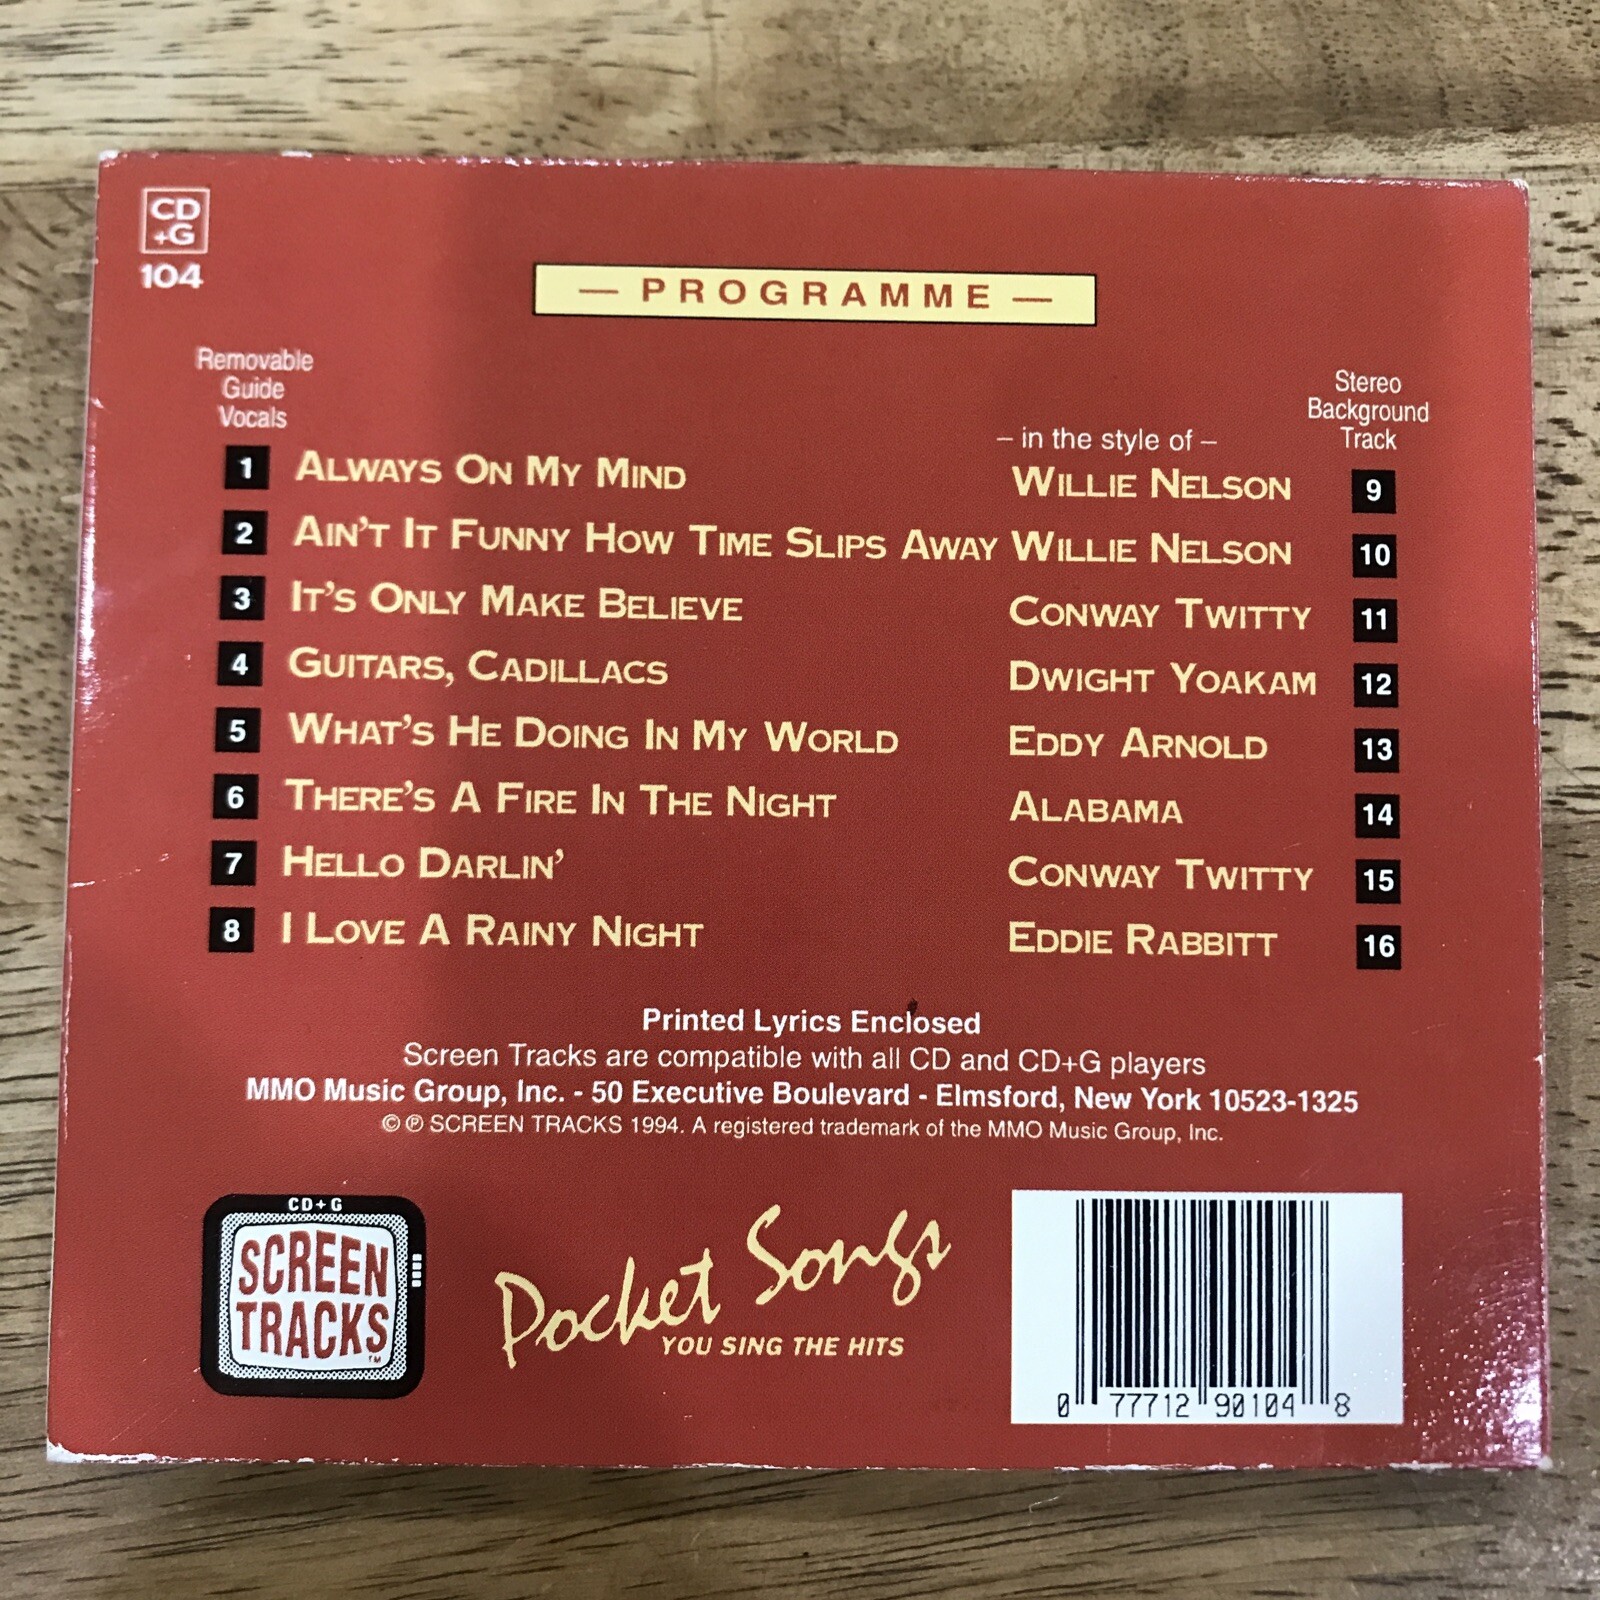 CD
+G
104
— PROGRAMME —
Removable
Guide
Vocals
Stereo
Background
Track
– in the style of –
1 ALWAYS ON MY MIND WILLIE NELSON 9
2 AIN'T IT FUNNY HOW TIME SLIPS AWAY WILLIE NELSON 10
3 IT'S ONLY MAKE BELIEVE CONWAY TWITTY 11
4 GUITARS, CADILLACS DWIGHT YOAKAM 12
5 WHAT'S HE DOING IN MY WORLD EDDY ARNOLD 13
6 THERE'S A FIRE IN THE NIGHT ALABAMA 14
7 HELLO DARLIN' CONWAY TWITTY 15
8 I LOVE A RAINY NIGHT EDDIE RABBITT 16
Printed Lyrics Enclosed
Screen Tracks are compatible with all CD and CD+G players
MMO Music Group, Inc. - 50 Executive Boulevard - Elmsford, New York 10523-1325
© ℗ SCREEN TRACKS 1994. A registered trademark of the MMO Music Group, Inc.
CD+G
SCREEN
TRACKS
TM
Pocket Songs
YOU SING THE HITS
0 77712 90104 8